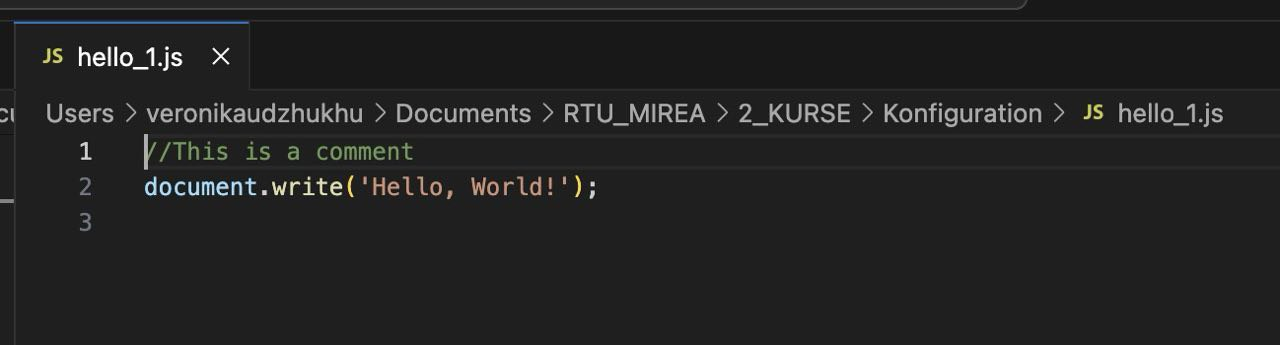 JS hello_1.js ×
Users > veronikaudzhukhu > Documents > RTU_MIREA > 2_KURSE > Konfiguration > JS hello_1.js
1 //This is a comment
2 document.write('Hello, World!');
3